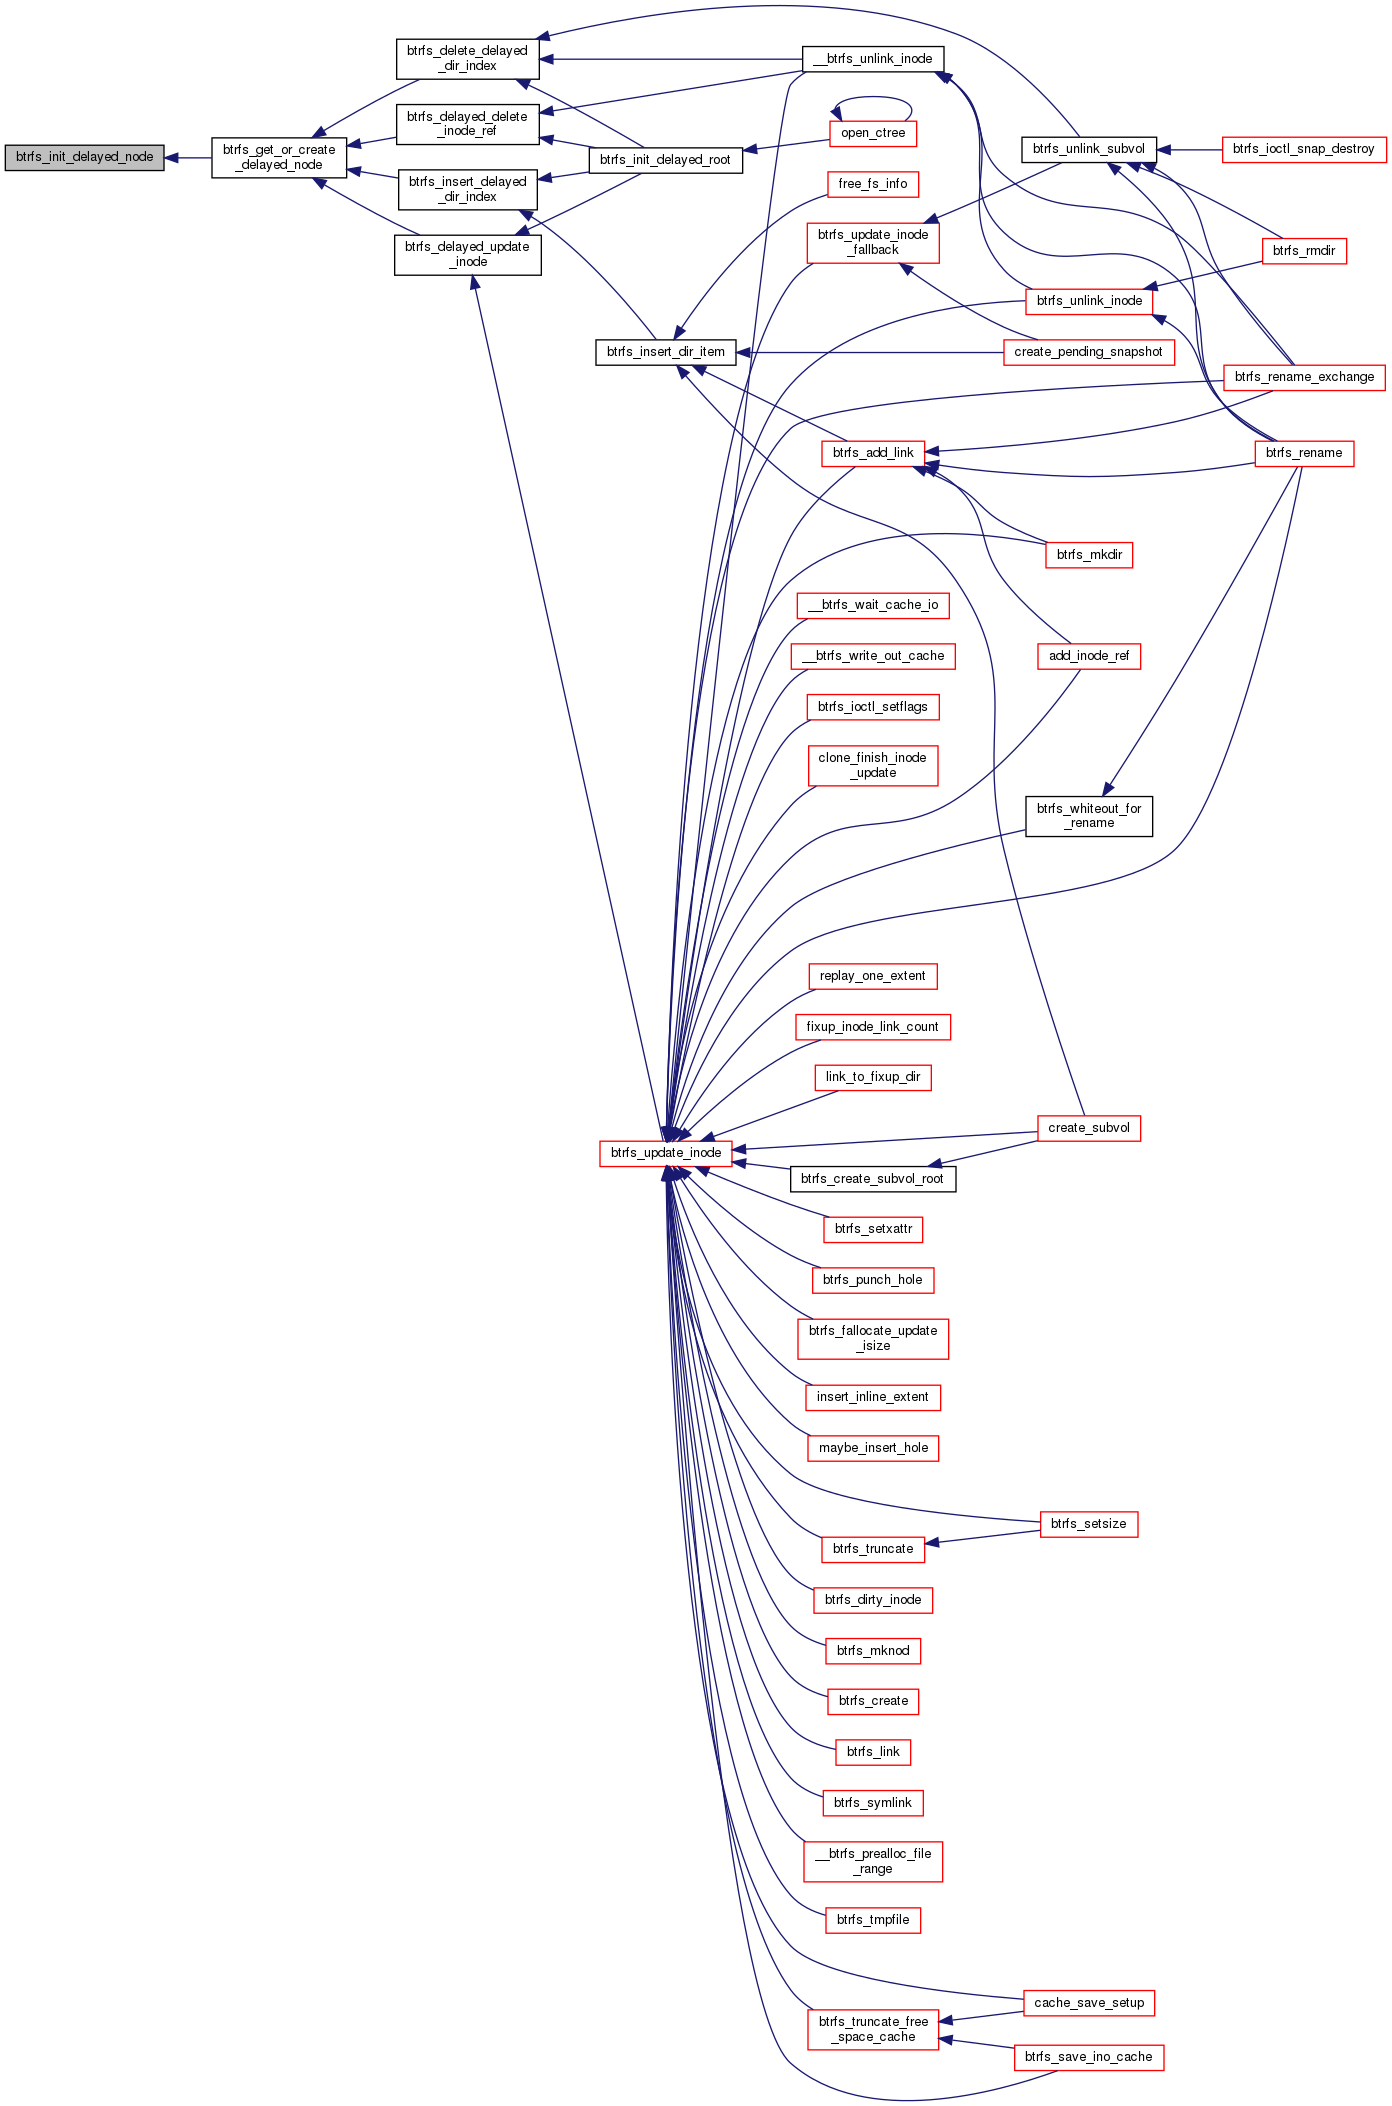 btrfs_init_delayed_node
btrfs_get_or_create
_delayed_node
btrfs_delete_delayed
_dir_index
btrfs_delayed_delete
_inode_ref
btrfs_insert_delayed
_dir_index
btrfs_delayed_update
_inode
btrfs_init_delayed_root
btrfs_insert_dir_item
btrfs_update_inode
__btrfs_unlink_inode
open_ctree
free_fs_info
btrfs_update_inode
_fallback
btrfs_add_link
__btrfs_wait_cache_io
__btrfs_write_out_cache
btrfs_ioctl_setflags
clone_finish_inode
_update
replay_one_extent
fixup_inode_link_count
link_to_fixup_dir
btrfs_create_subvol_root
btrfs_setxattr
btrfs_punch_hole
btrfs_fallocate_update
_isize
insert_inline_extent
maybe_insert_hole
btrfs_truncate
btrfs_dirty_inode
btrfs_mknod
btrfs_create
btrfs_link
btrfs_symlink
__btrfs_prealloc_file
_range
btrfs_tmpfile
btrfs_truncate_free
_space_cache
btrfs_unlink_subvol
btrfs_unlink_inode
create_pending_snapshot
btrfs_mkdir
add_inode_ref
btrfs_whiteout_for
_rename
create_subvol
btrfs_setsize
cache_save_setup
btrfs_save_ino_cache
btrfs_ioctl_snap_destroy
btrfs_rmdir
btrfs_rename_exchange
btrfs_rename